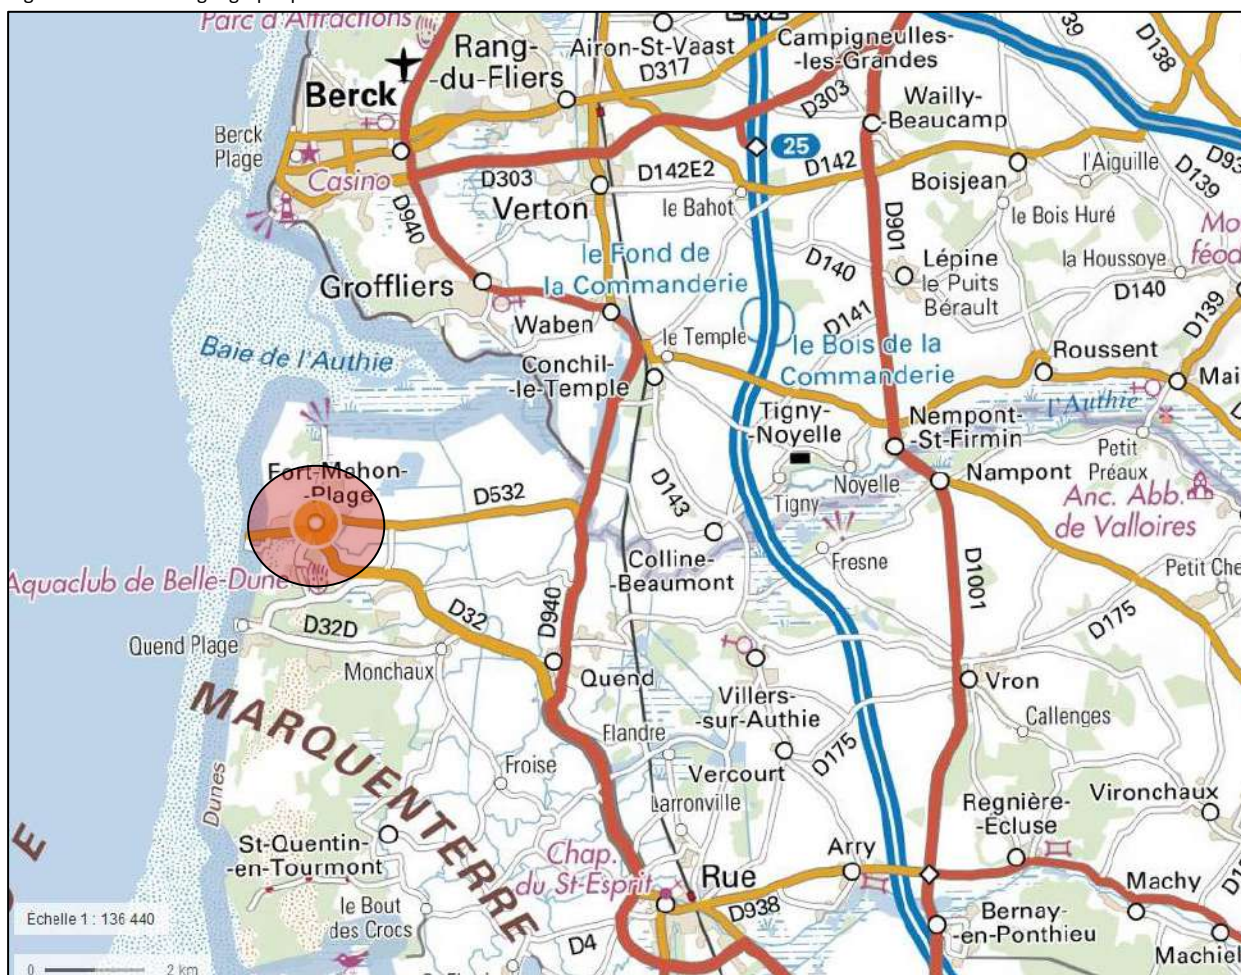 Parc d'Attractions
Rang-
-du-Fliers
Airon-St-Vaast
D317
Campigneulles-
-les-Grandes
D303
D138
Berck
Wailly-
-Beaucamp
Berck
Plage
Casino
25
D303
D142E2
D142
l'Aiguille
Boisjean
D139
Verton
le Bahot
le Bois Huré
D940
D901
le Fond de
la Commanderie
D140
Lépine
le Puits
Bérault
la Houssoye
D140
Groffliers
D141
D139
Waben
le Temple
Baie de l'Authie
Conchil-
-le-Temple
le Bois de la
Commanderie
Roussent
Tigny-
-Noyelle
Nempont-
-St-Firmin
l'Authie
Petit
Préaux
Fort-Mahon-
-Plage
D532
D143
Tigny
Noyelle
Nampont
Anc. Abb.
de Valloires
Colline-
-Beaumont
Fresne
Aquaclub de Belle-Dune
D1001
D32D
D32
D940
D175
Quend Plage
Monchaux
Quend
Villers-
-sur-Authie
Vron
MARQUENTERRE
Flandre
Callenges
Froise
Vercourt
D175
Larronville
Regnière-
-Ecluse
Vironchaux
Dunes
St-Quentin-
-en-Tourmont
Chap.
du St-Esprit
Rue
Arry
D938
Machy
le Bout
des Crocs
Bernay-
-en-Ponthieu
D4
Machiel
Échelle 1 : 136 440
0 2 km